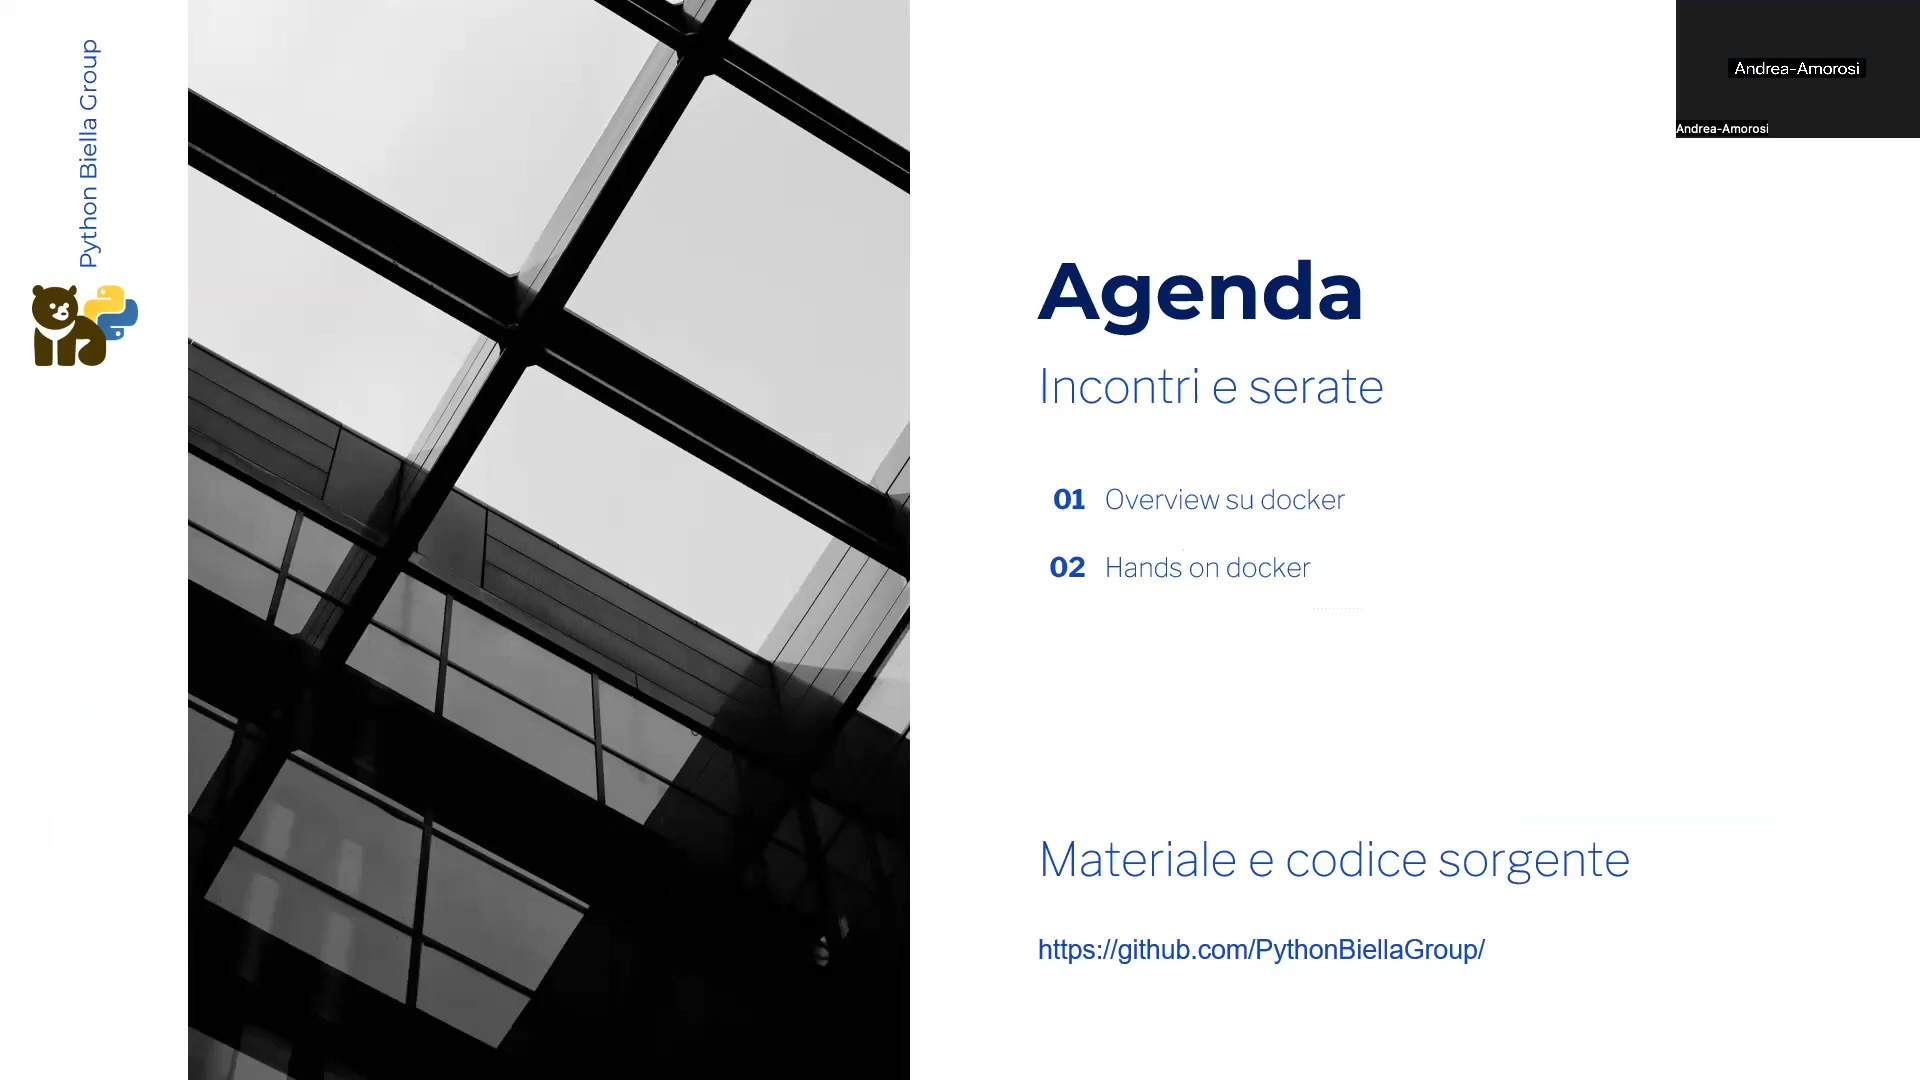 Python Biella Group
Andrea-Amorosi
Andrea-Amorosi
Agenda
Incontri e serate
01 Overview su docker
02 Hands on docker
Materiale e codice sorgente
https://github.com/PythonBiellaGroup/